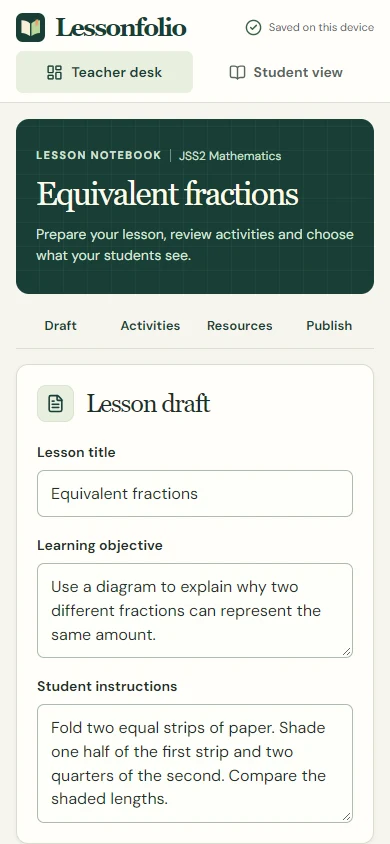 Lessonfolio
Saved on this device
Teacher desk
Student view
LESSON NOTEBOOK | JSS2 Mathematics
Equivalent fractions
Prepare your lesson, review activities and choose
what your students see.
Draft
Activities
Resources
Publish
Lesson draft
Lesson title
Equivalent fractions
Learning objective
Use a diagram to explain why two
different fractions can represent the
same amount.
Student instructions
Fold two equal strips of paper. Shade
one half of the first strip and two
quarters of the second. Compare the
shaded lengths.